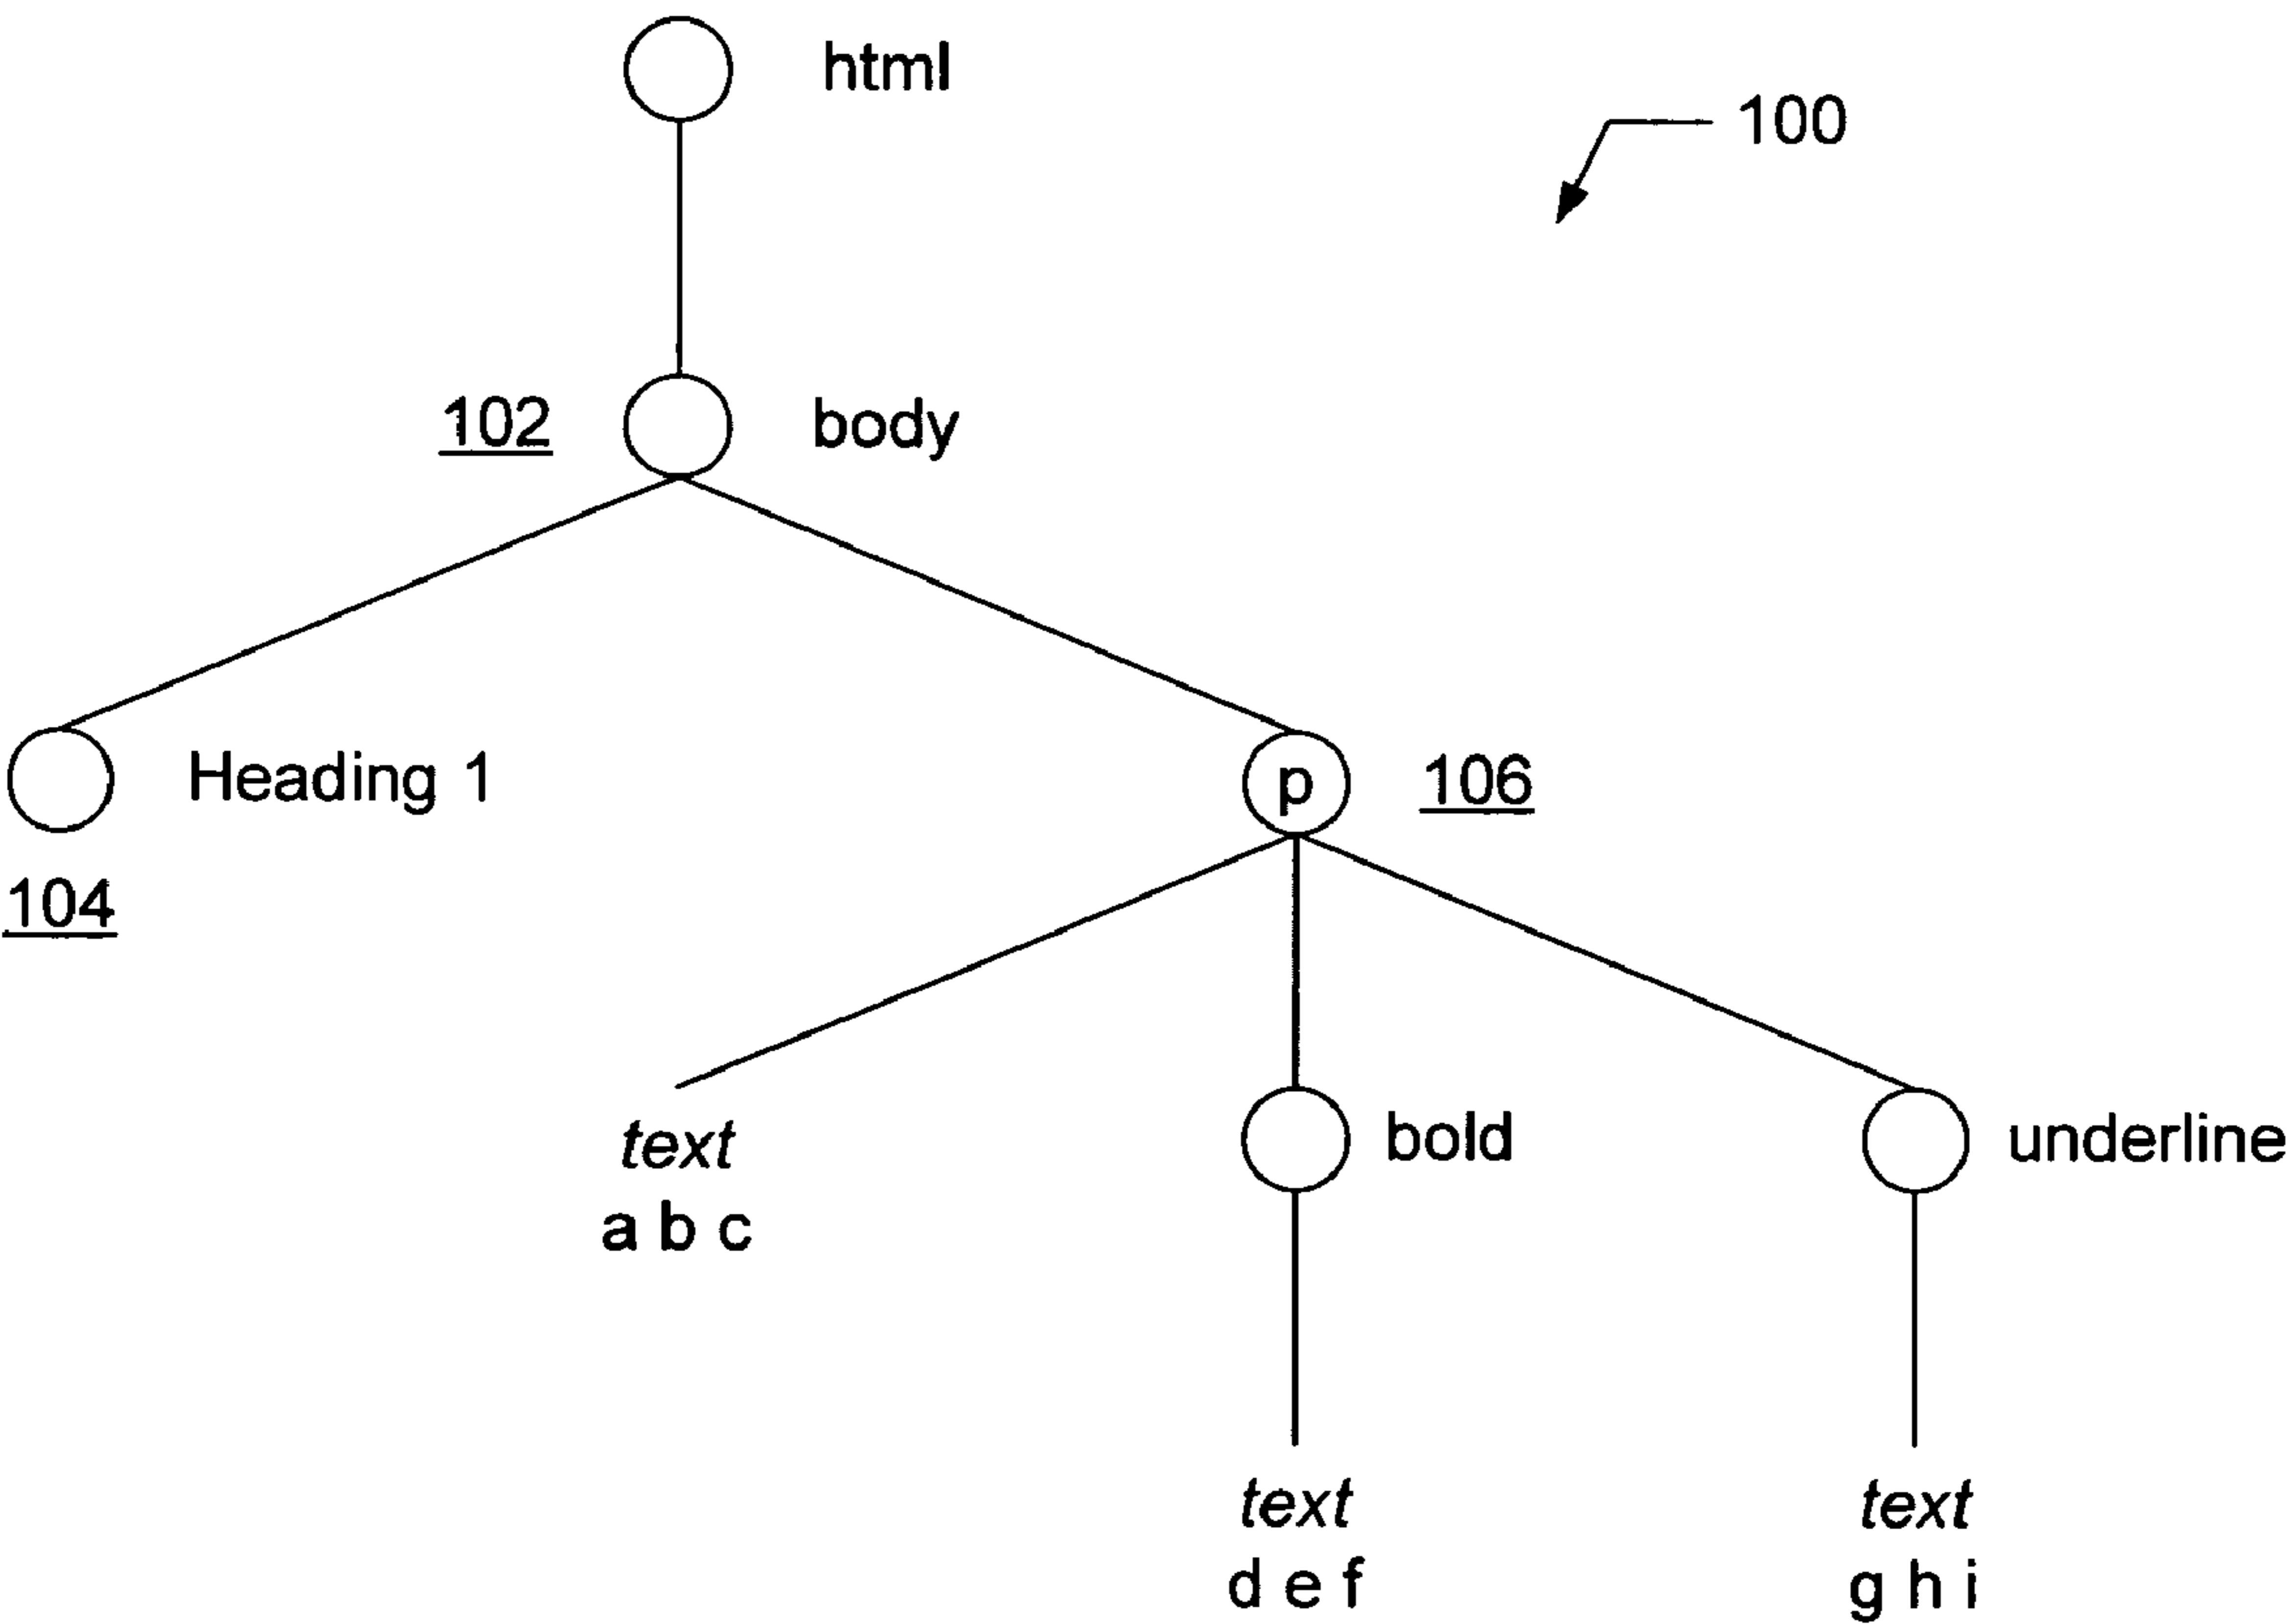 html
100
102
body
Heading 1
p
106
104
text
a b c
bold
underline
text
d e f
text
g h i